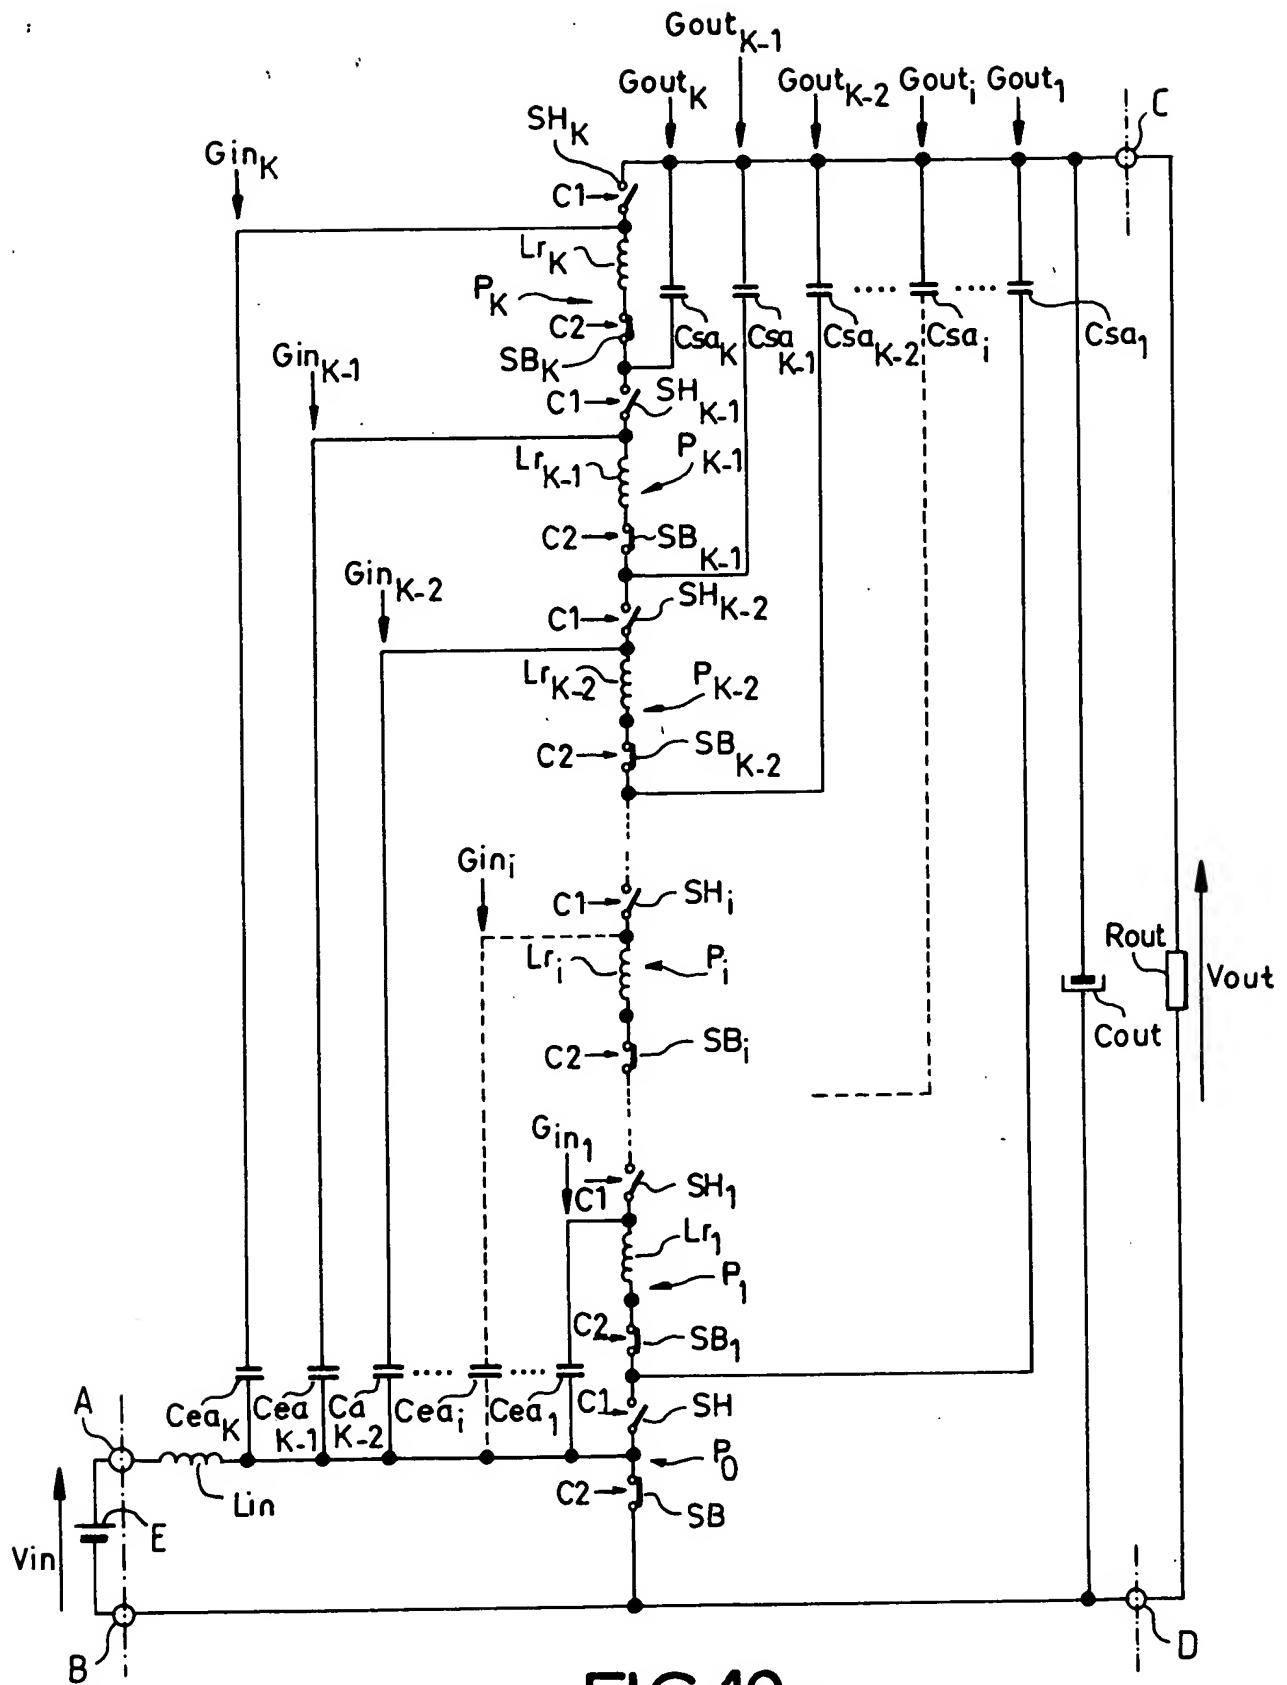 Gout K-1
Gout K Gout K-2 Gout i Gout 1
C
SH K
Gin K
C1
Lr K
P K
C2
SB K
Csa K Csa K-1 Csa K-2 Csa i Csa 1
Gin K-1
C1 SH K-1
Lr K-1 P K-1
C2 SB K-1
Gin K-2
C1 SH K-2
Lr K-2 P K-2
C2 SB K-2
Gin i
C1 SH i
Lr i P i
Rout Vout
C2 SB i
Cout
Gin 1
C1 SH 1
Lr 1
P 1
C2 SB 1
A
Cea K Cea K-1 Ca K-2 Cea i Cea 1 C1 SH
P 0
Lin C2 SB
Vin E
B D
FIG.10